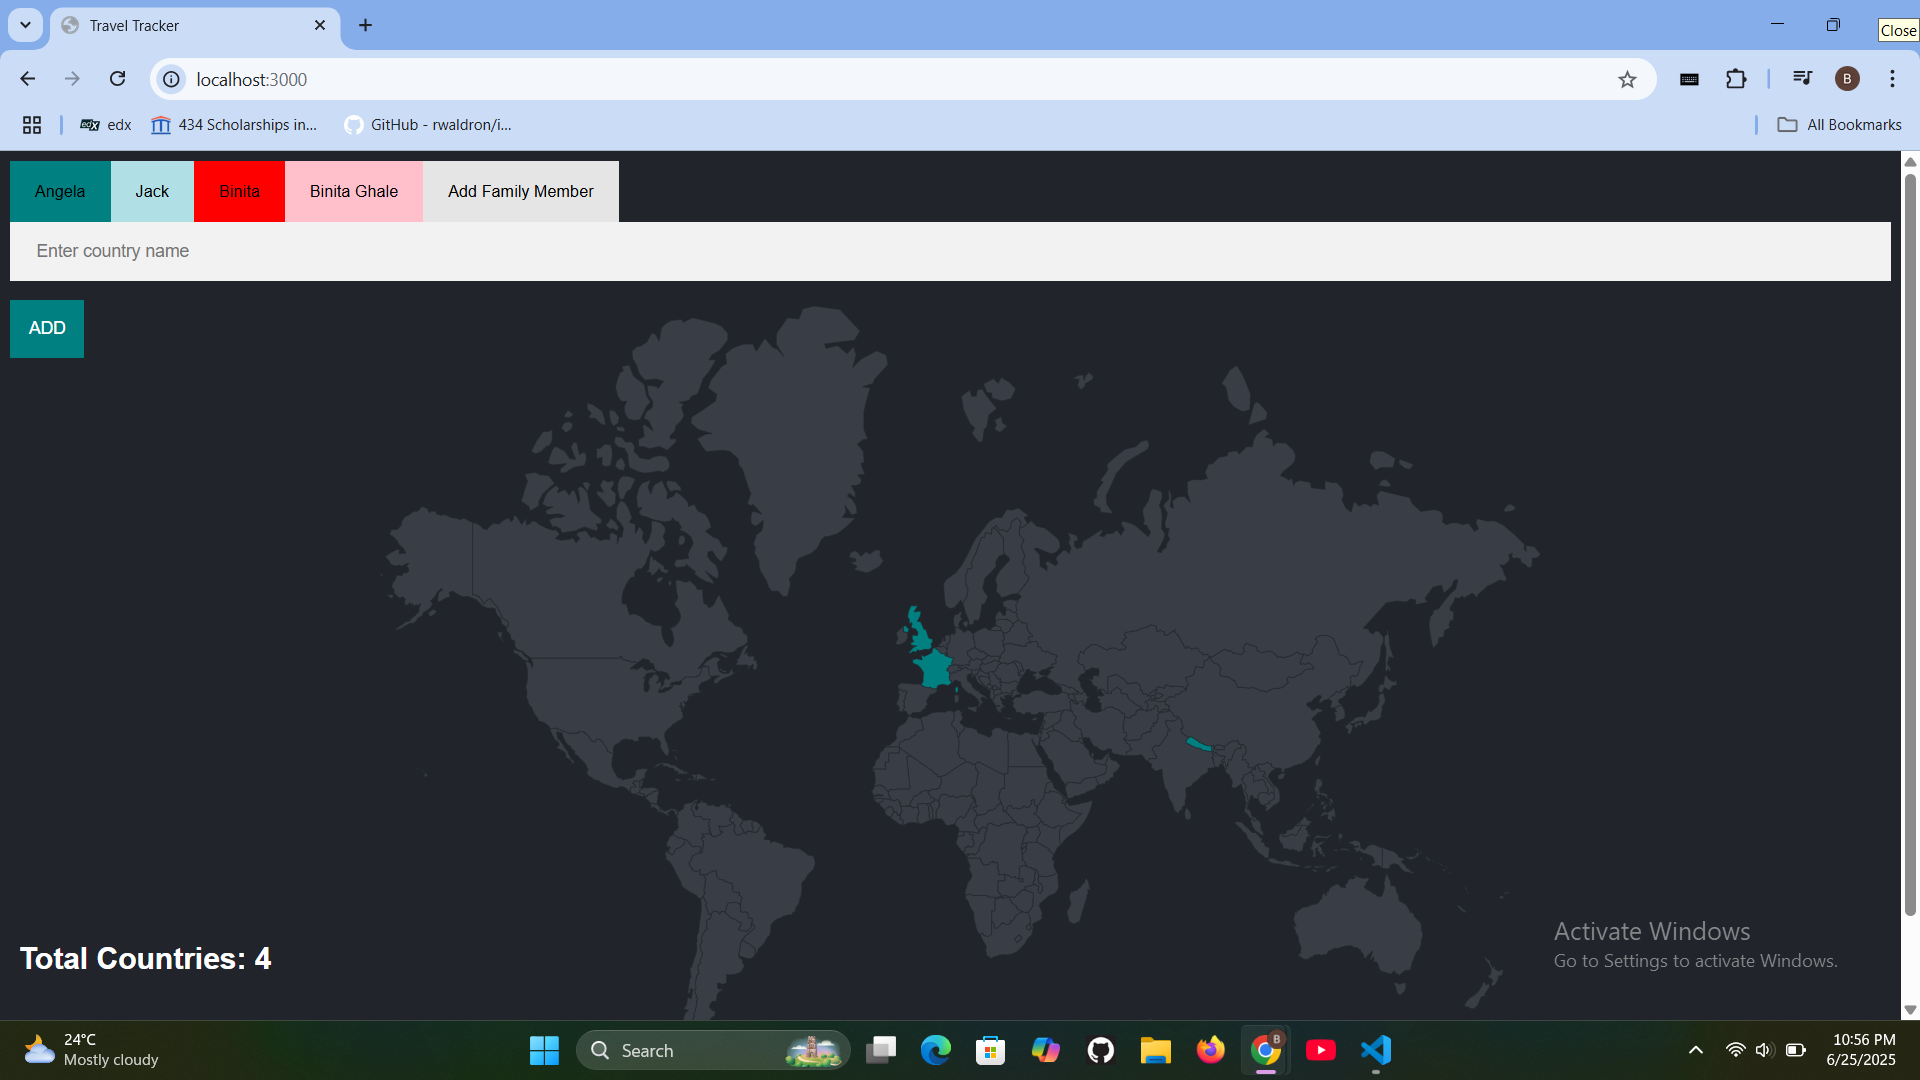 Travel Tracker
Close
localhost:3000
B
edx
edx
434 Scholarships in...
GitHub - rwaldron/i...
All Bookmarks
Angela
Jack
Binita
Binita Ghale
Add Family Member
Enter country name
ADD
Total Countries: 4
Activate Windows
Go to Settings to activate Windows.
24°C
Mostly cloudy
Search
B
10:56 PM
6/25/2025